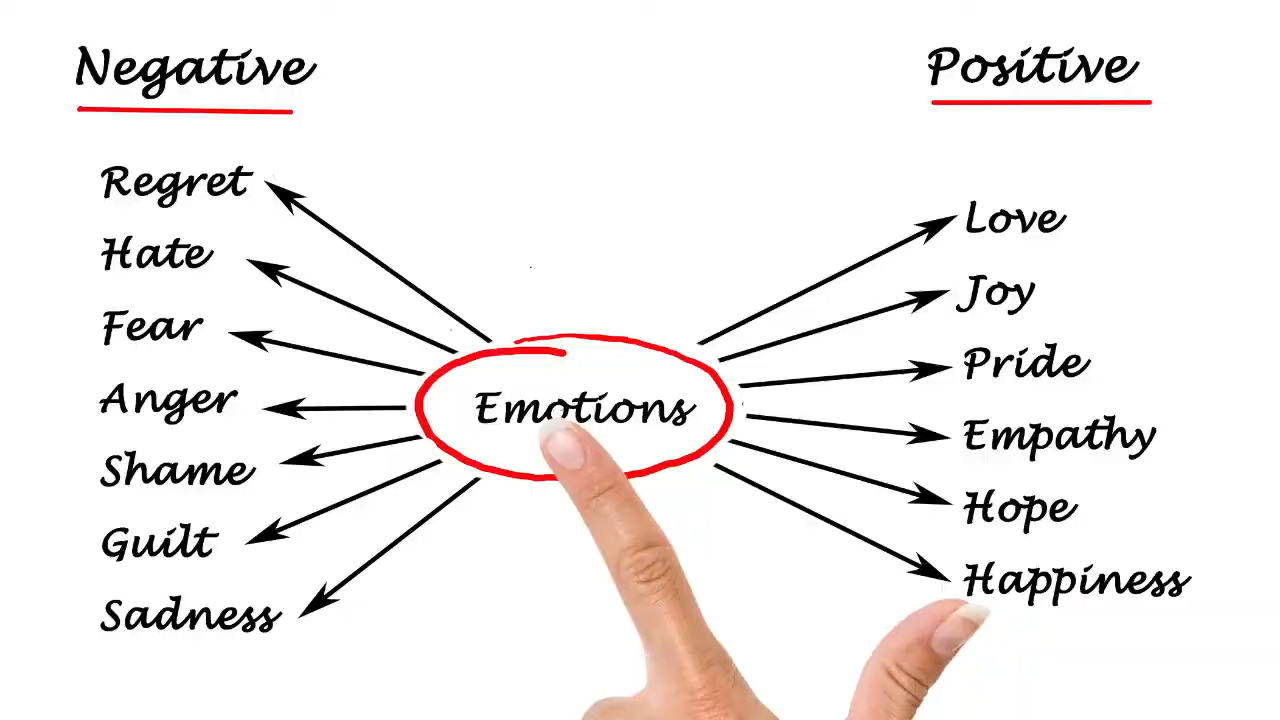 Negative
Positive
Regret
Hate
Fear
Anger
Shame
Guilt
Sadness
Emotions
Love
Joy
Pride
Empathy
Hope
Happiness